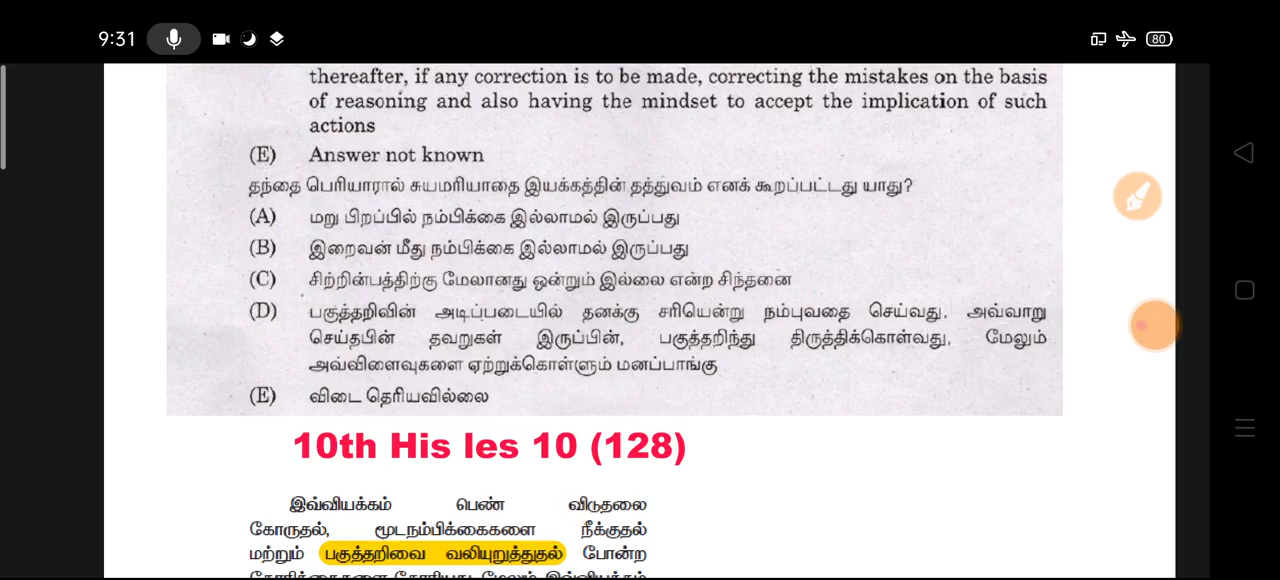 9:31
80
thereafter, if any correction is to be made, correcting the mistakes on the basis
of reasoning and also having the mindset to accept the implication of such
actions
(E) Answer not known
தந்தை பெரியாரால் சுயமரியாதை இயக்கத்தின் தத்துவம் எனக் கூறப்பட்டது யாது?
(A) மறு பிறப்பில் நம்பிக்கை இல்லாமல் இருப்பது
(B) இறைவன் மீது நம்பிக்கை இல்லாமல் இருப்பது
(C) சிற்றின்பத்திற்கு மேலானது ஒன்றும் இல்லை என்ற சிந்தனை
(D) பகுத்தறிவின் அடிப்படையில் தனக்கு சரியென்று நம்புவதை செய்வது, அவ்வாறு
செய்தபின் தவறுகள் இருப்பின், பகுத்தறிந்து திருத்திக்கொள்வது, மேலும்
அவ்விளைவுகளை ஏற்றுக்கொள்ளும் மனப்பாங்கு
(E) விடை தெரியவில்லை
10th His les 10 (128)
இவ்வியக்கம் பெண் விடுதலை
கோருதல், மூடநம்பிக்கைகளை நீக்குதல்
மற்றும் பகுத்தறிவை வலியுறுத்துதல் போன்ற